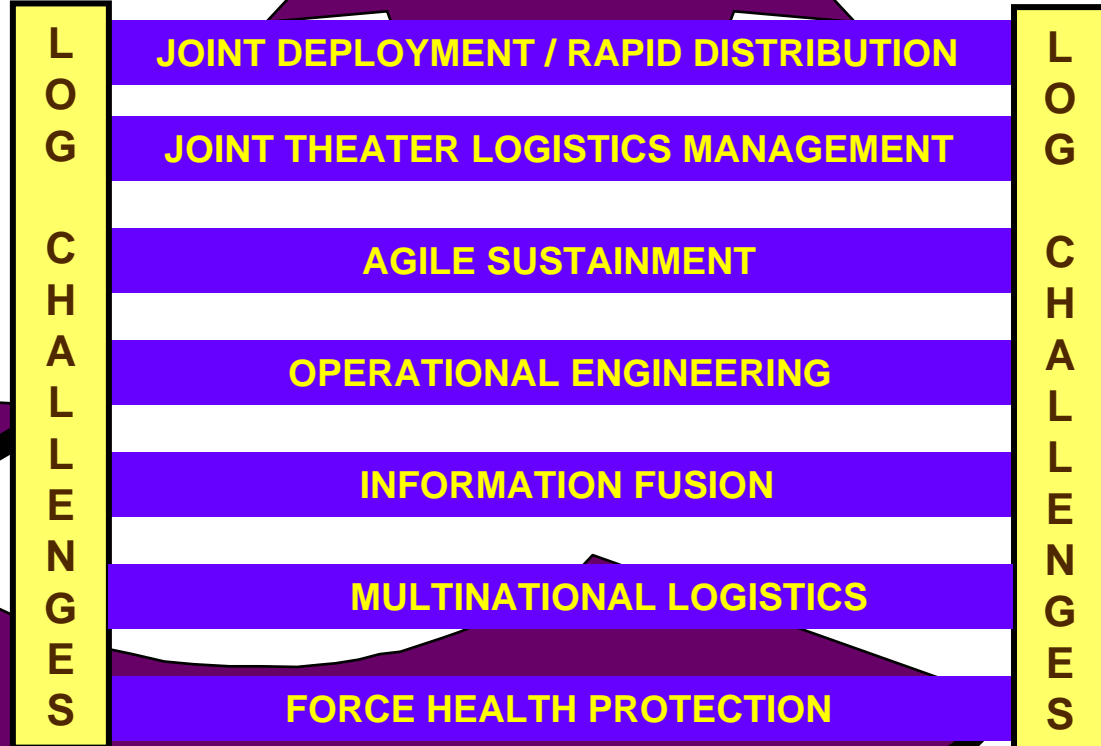 LOG CHALLENGES
JOINT DEPLOYMENT / RAPID DISTRIBUTION
JOINT THEATER LOGISTICS MANAGEMENT
AGILE SUSTAINMENT
OPERATIONAL ENGINEERING
INFORMATION FUSION
MULTINATIONAL LOGISTICS
FORCE HEALTH PROTECTION
LOG CHALLENGES